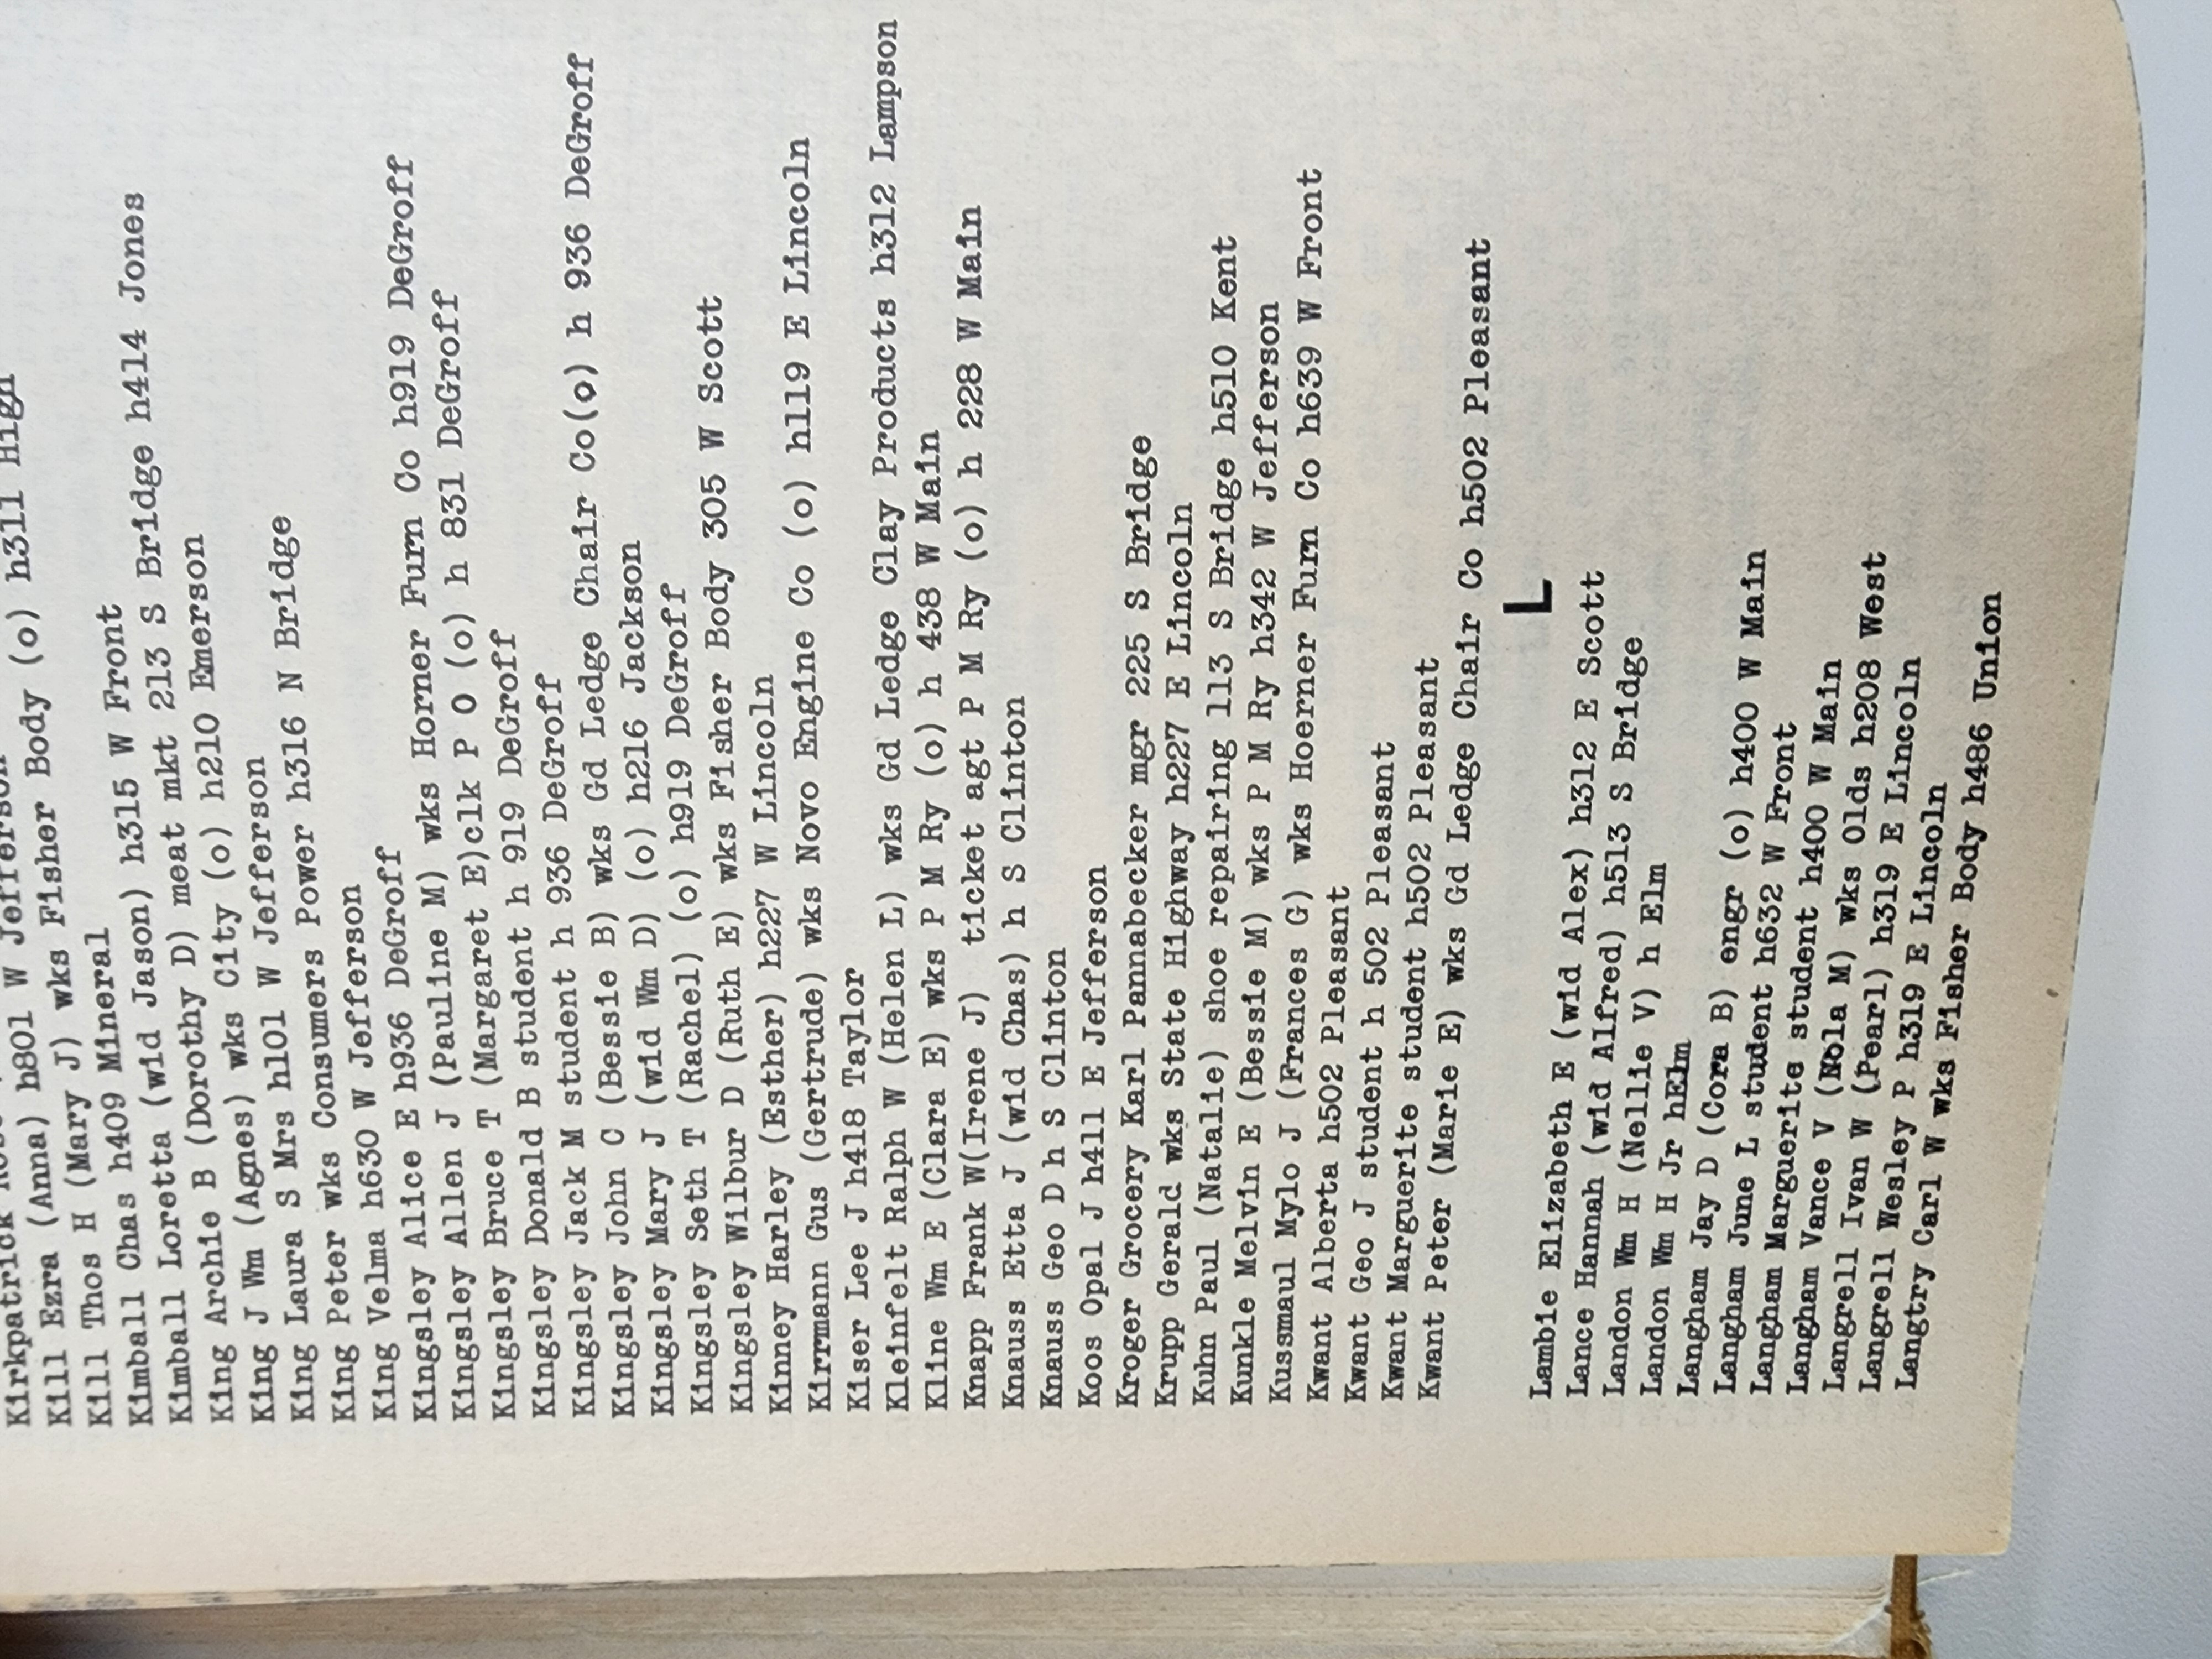 Kirkpatrick
Kill Ezra (Anna) h801 W Jefferson
Kill Thos H (Mary J) wks Fisher Body (o) h311 High
Kimball Chas h409 Mineral
Kimball Loretta (wid Jason) h315 W Front
King Archie B (Dorothy D) meat mkt 213 S Bridge h414 Jones
King J Wm (Agnes) wks City (o) h210 Emerson
King Laura S Mrs h101 W Jefferson
King Peter wks Consumers Power h316 N Bridge
King Velma h630 W Jefferson
Kingsley Alice E h936 DeGroff
Kingsley Allen J (Pauline M) wks Horner Furn Co h919 DeGroff
Kingsley Bruce T (Margaret E)clk P O (o) h 831 DeGroff
Kingsley Donald B student h 919 DeGroff
Kingsley Jack M student h 936 DeGroff
Kingsley John C (Bessie B) wks Gd Ledge Chair Co(o) h 936 DeGroff
Kingsley Mary J (wid Wm D) (o) h216 Jackson
Kingsley Seth T (Rachel) (o) h919 DeGroff
Kingsley Wilbur D (Ruth E) wks Fisher Body 305 W Scott
Kinney Harley (Esther) h227 W Lincoln
Kirrmann Gus (Gertrude) wks Novo Engine Co (o) h119 E Lincoln
Kiser Lee J h418 Taylor
Kleinfelt Ralph W (Helen L) wks Gd Ledge Clay Products h312 Lampson
Kline Wm E (Clara E) wks P M Ry (o) h 438 W Main
Knapp Frank W(Irene J) ticket agt P M Ry (o) h 228 W Main
Knauss Etta J (wid Chas) h S Clinton
Knauss Geo D h S Clinton
Koos Opal J h411 E Jefferson
Kroger Grocery Karl Pannabecker mgr 225 S Bridge
Krupp Gerald wks State Highway h227 E Lincoln
Kuhn Paul (Natalie) shoe repairing 113 S Bridge h510 Kent
Kunkle Melvin E (Bessie M) wks P M Ry h342 W Jefferson
Kussmaul Mylo J (Frances G) wks Hoerner Furn Co h639 W Front
Kwant Alberta h502 Pleasant
Kwant Geo J student h 502 Pleasant
Kwant Marguerite student h502 Pleasant
Kwant Peter (Marie E) wks Gd Ledge Chair Co h502 Pleasant
L
Lambie Elizabeth E (wid Alex) h312 E Scott
Lance Hannah (wid Alfred) h513 S Bridge
Landon Wm H (Nellie V) h Elm
Landon Wm H Jr hElm
Langham Jay D (Cora B) engr (o) h400 W Main
Langham June L student h632 W Front
Langham Marguerite student h400 W Main
Langham Vance V (Nola M) wks Olds h208 West
Langrell Ivan W (Pearl) h319 E Lincoln
Langrell Wesley P h319 E Lincoln
Langtry Carl W wks Fisher Body h486 Union